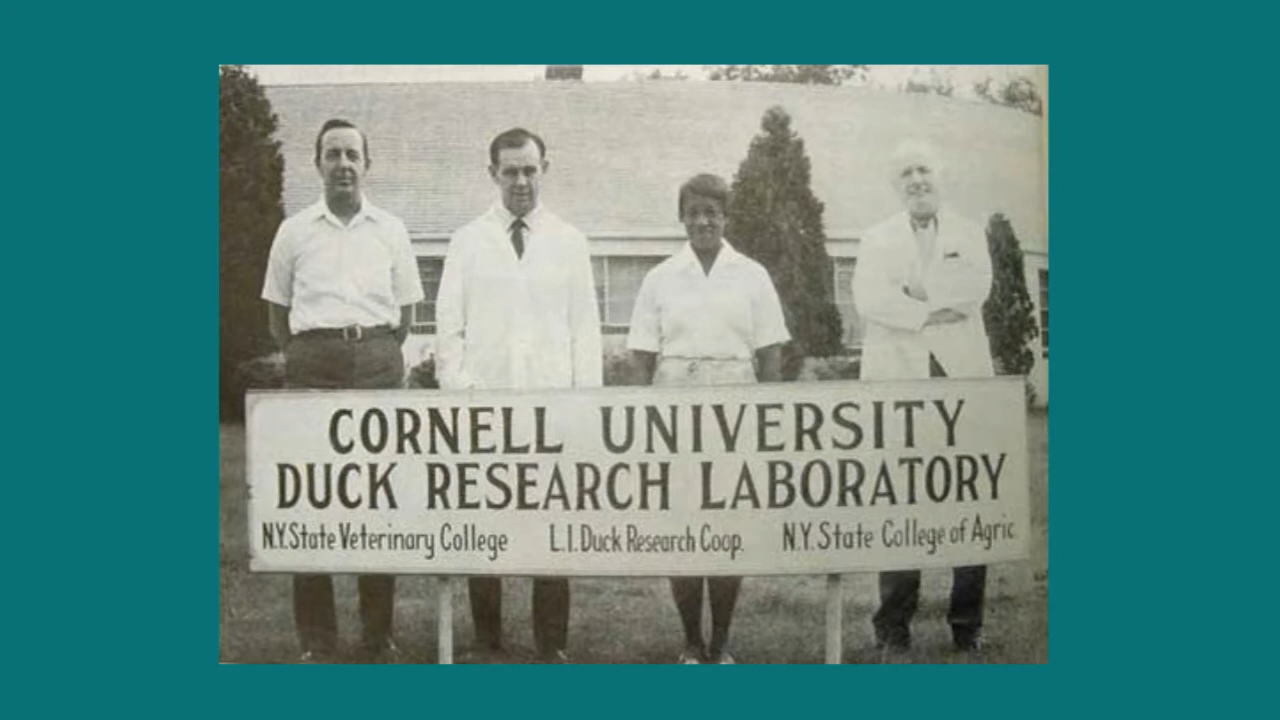 CORNELL UNIVERSITY
DUCK RESEARCH LABORATORY
N.Y. State Veterinary College L.I. Duck Research Coop. N.Y. State College of Agric.